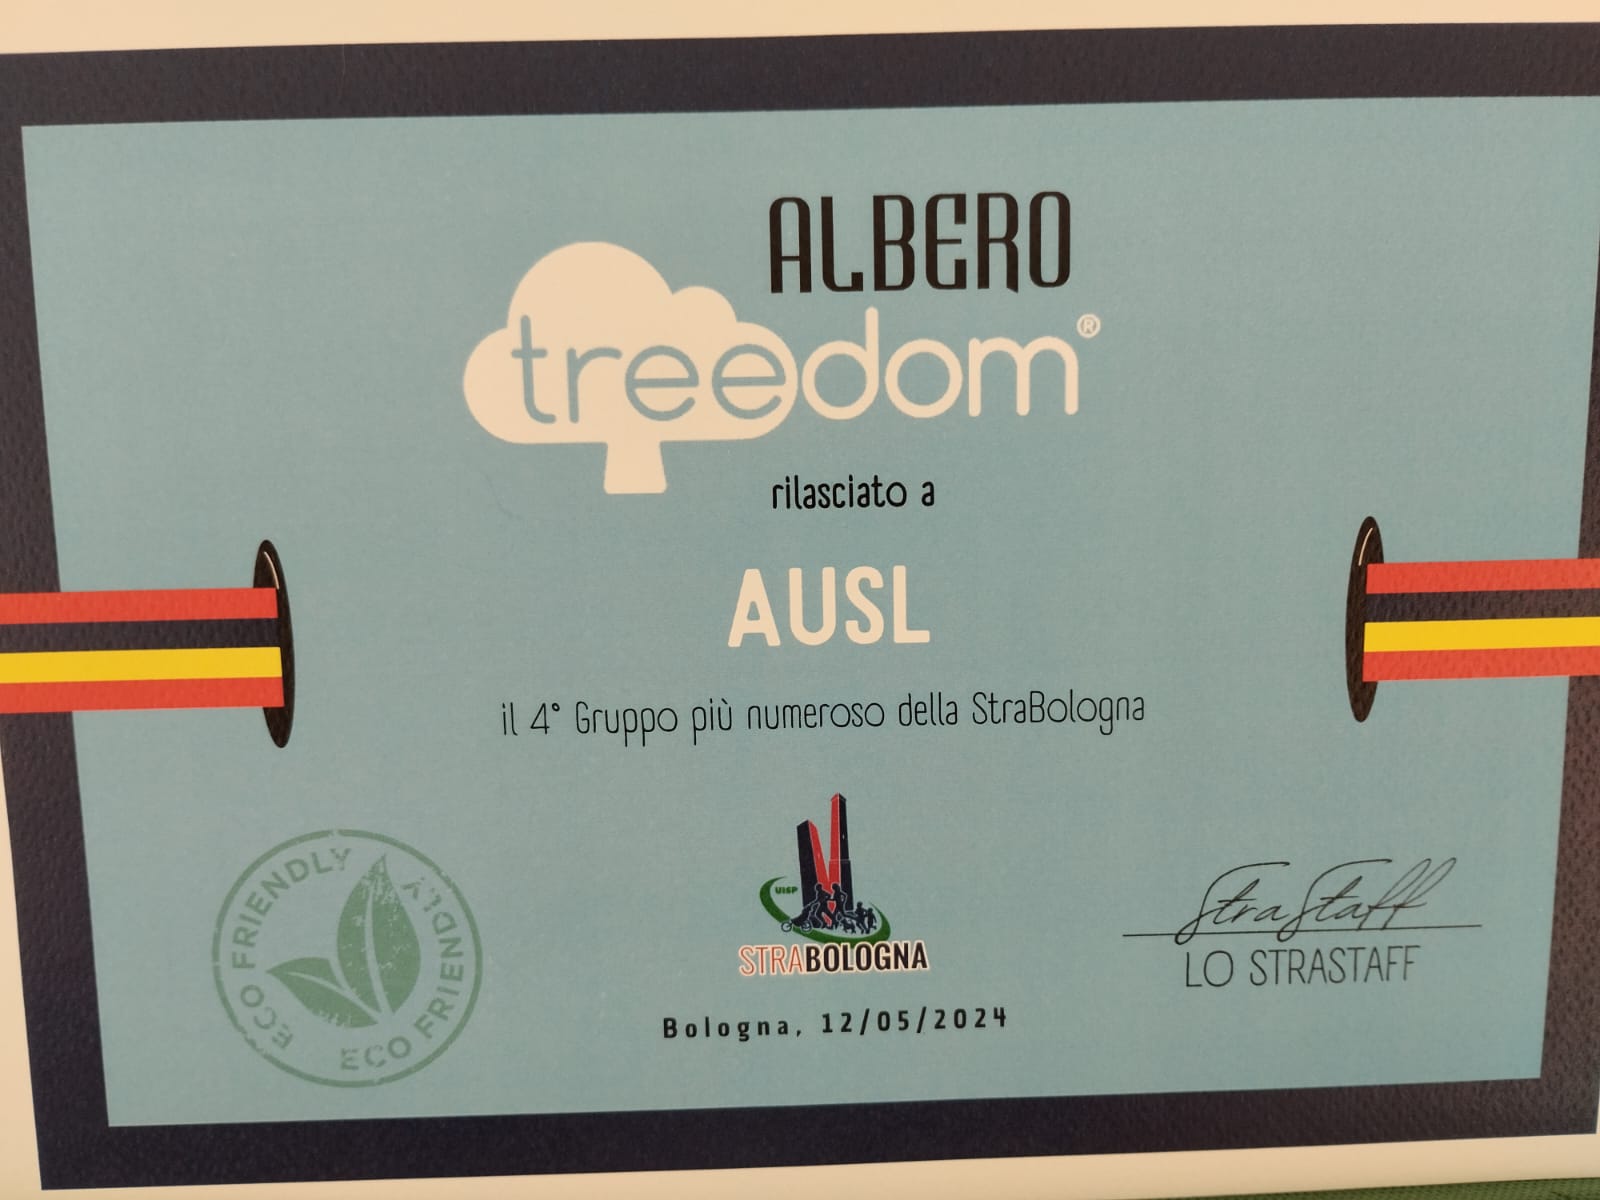 ALBERO
treedom®
rilasciato a
AUSL
il 4° Gruppo più numeroso della StraBologna
UISP
STRABOLOGNA
Bologna, 12/05/2024
ECO FRIENDLY
ECO FRIENDLY
StraStaff
LO STRASTAFF